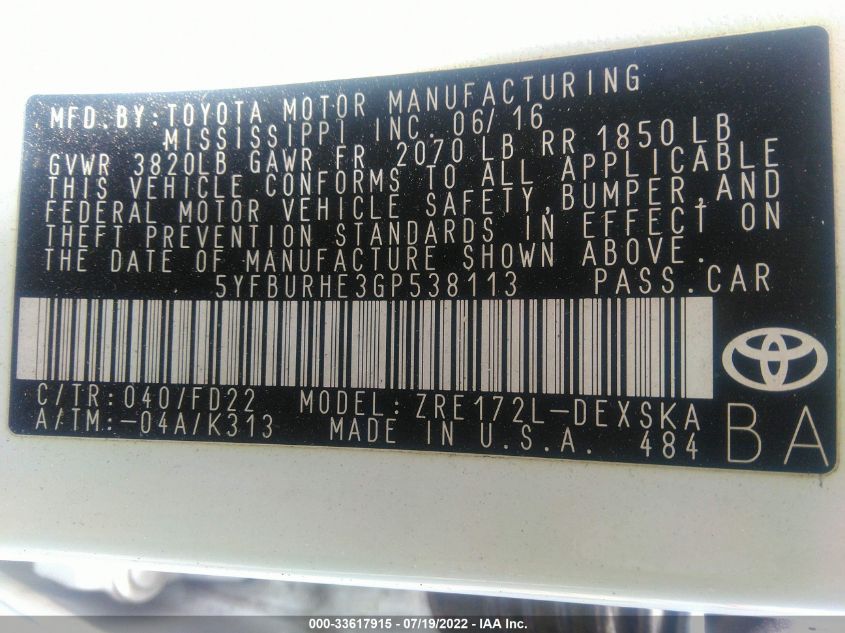 MFD.BY:TOYOTA MOTOR MANUFACTURING
MISSISSIPPI INC. 06/16
GVWR 3820LB GAWR FR 2070 LB RR 1850 LB
THIS VEHICLE CONFORMS TO ALL APPLICABLE
FEDERAL MOTOR VEHICLE SAFETY,BUMPER,AND
THEFT PREVENTION STANDARDS IN EFFECT ON
THE DATE OF MANUFACTURE SHOWN ABOVE.
5YFBURHE3GP538113 PASS.CAR
C/TR:040/FD22 MODEL:ZRE172L-DEXSKA
A/TM:-04A/K313 MADE IN U.S.A. 484
BA
000-33617915 - 07/19/2022 - IAA Inc.